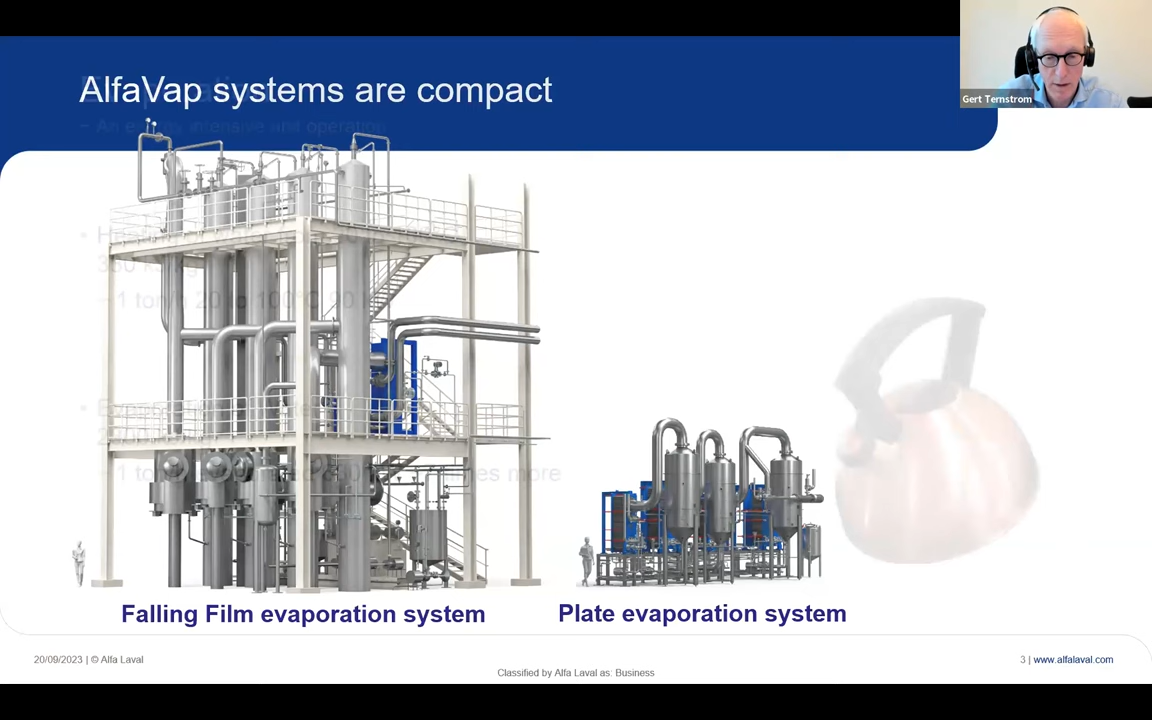 AlfaVap systems are compact
Gert Ternstrom
Falling Film evaporation system
Plate evaporation system
20/09/2023 | © Alfa Laval
3 | www.alfalaval.com
Classified by Alfa Laval as: Business